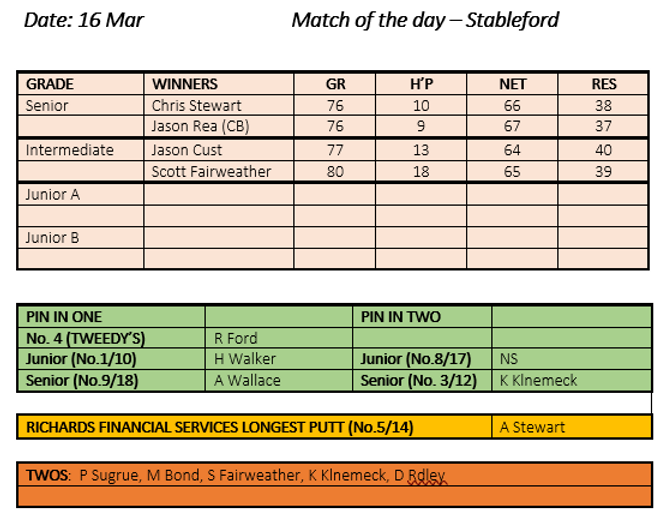 Date: 16 Mar Match of the day – Stableford
GRADE WINNERS GR H'P NET RES
Senior Chris Stewart 76 10 66 38
Jason Rea (CB) 76 9 67 37
Intermediate Jason Cust 77 13 64 40
Scott Fairweather 80 18 65 39
Junior A
Junior B
PIN IN ONE PIN IN TWO
No. 4 (TWEEDY'S) R Ford
Junior (No.1/10) H Walker Junior (No.8/17) NS
Senior (No.9/18) A Wallace Senior (No. 3/12) K Klnemeck
RICHARDS FINANCIAL SERVICES LONGEST PUTT (No.5/14) A Stewart
TWOS: P Sugrue, M Bond, S Fairweather, K Klnemeck, D Rdley